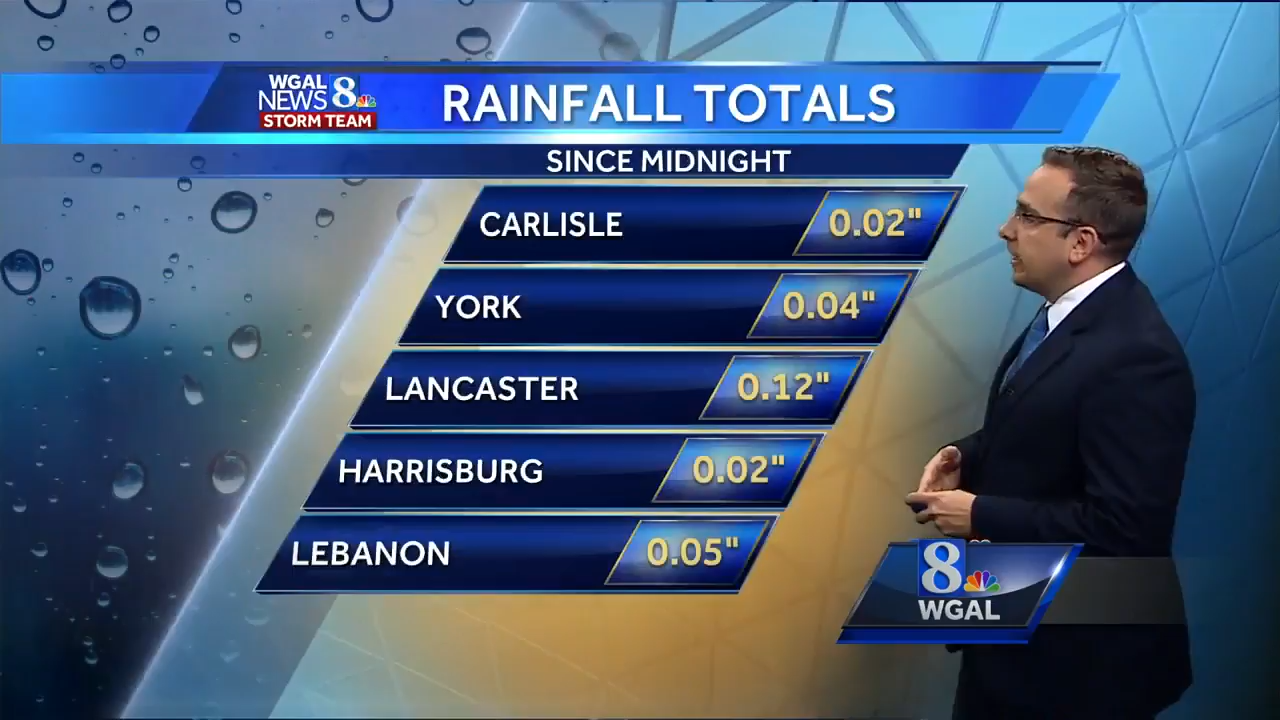 WGAL
NEWS 8
STORM TEAM
RAINFALL TOTALS
SINCE MIDNIGHT
CARLISLE 0.02"
YORK 0.04"
LANCASTER 0.12"
HARRISBURG 0.02"
LEBANON 0.05"
8
WGAL